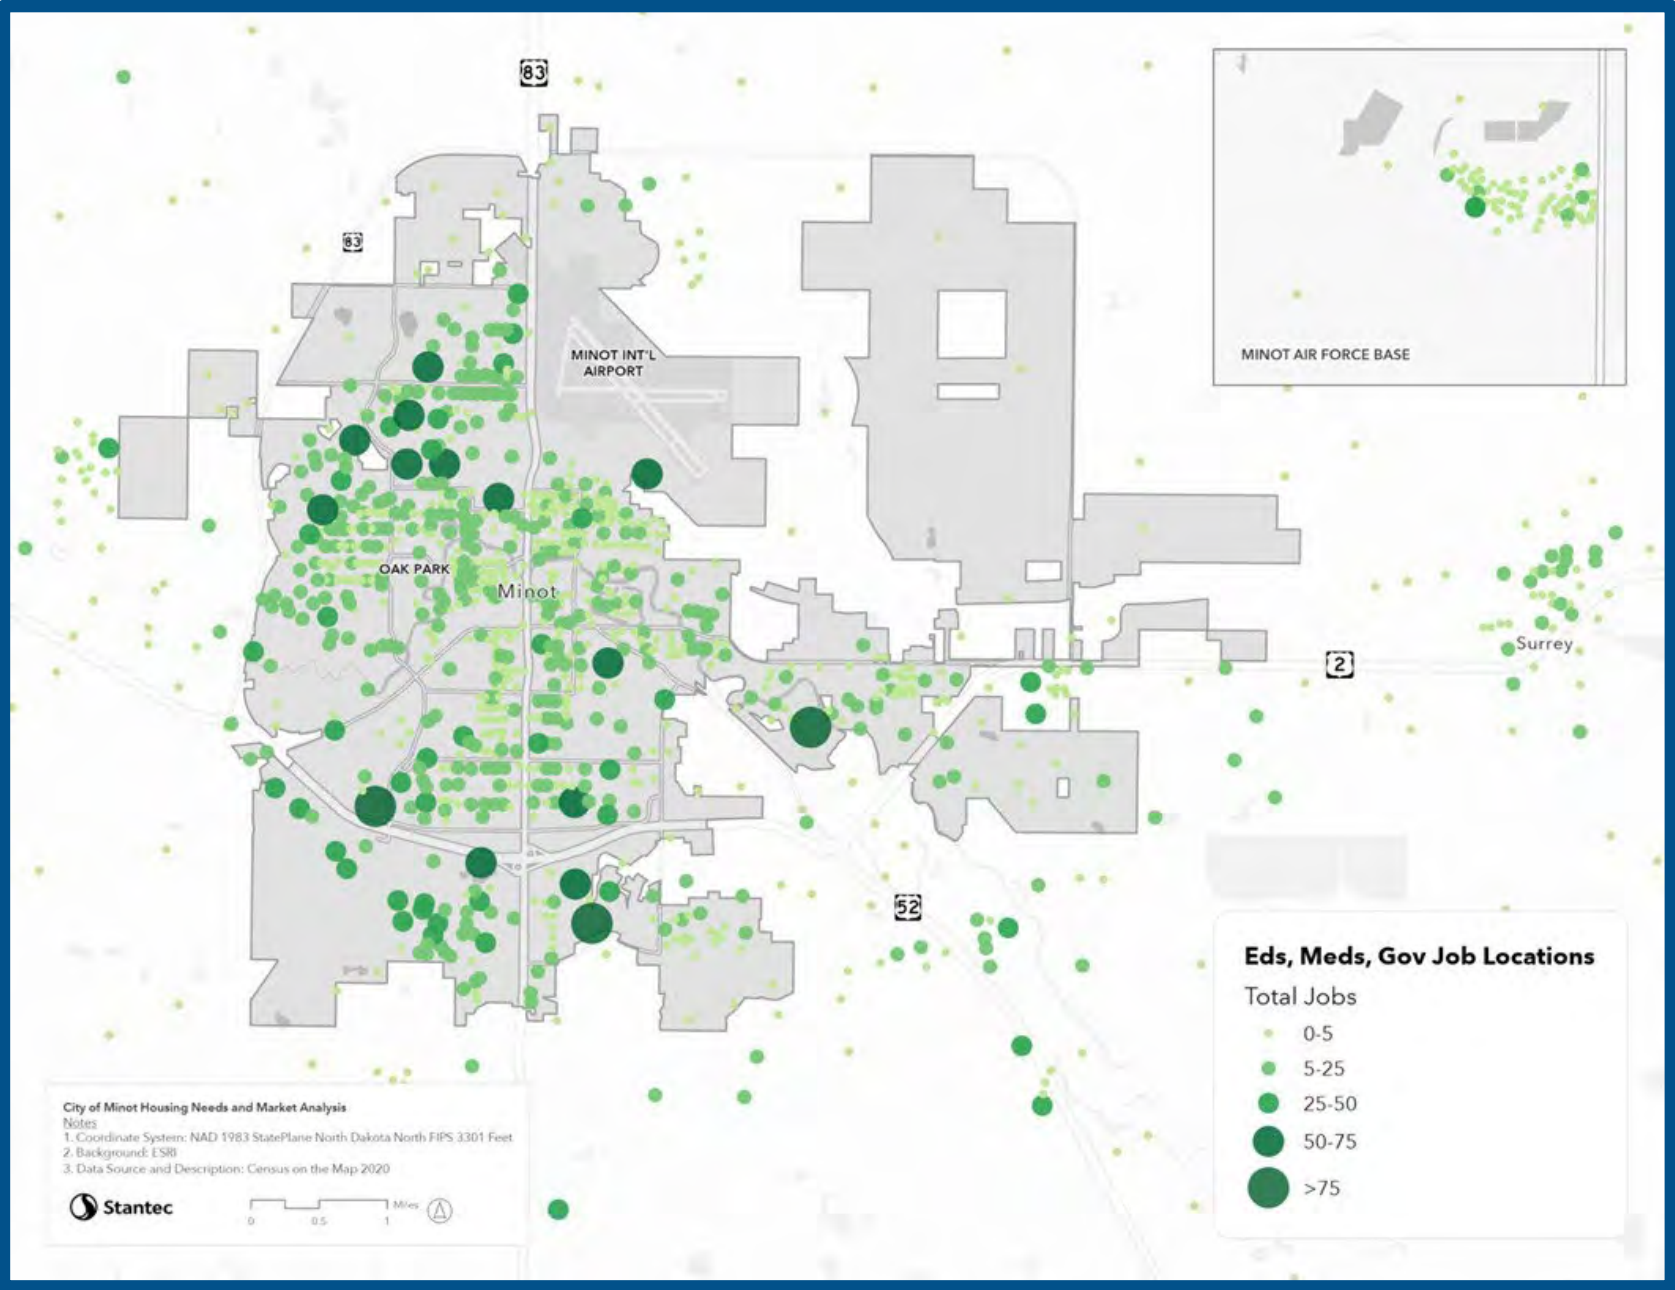 83
83
MINOT INT'L
AIRPORT
MINOT AIR FORCE BASE
OAK PARK
Minot
Surrey
2
52
Eds, Meds, Gov Job Locations
Total Jobs
0-5
5-25
25-50
50-75
>75
City of Minot Housing Needs and Market Analysis
Notes
1. Coordinate System: NAD 1983 StatePlane North Dakota North FIPS 3301 Feet
2. Background: ESRI
3. Data Source and Description: Census on the Map 2020
Stantec
Miles
0 0.5 1